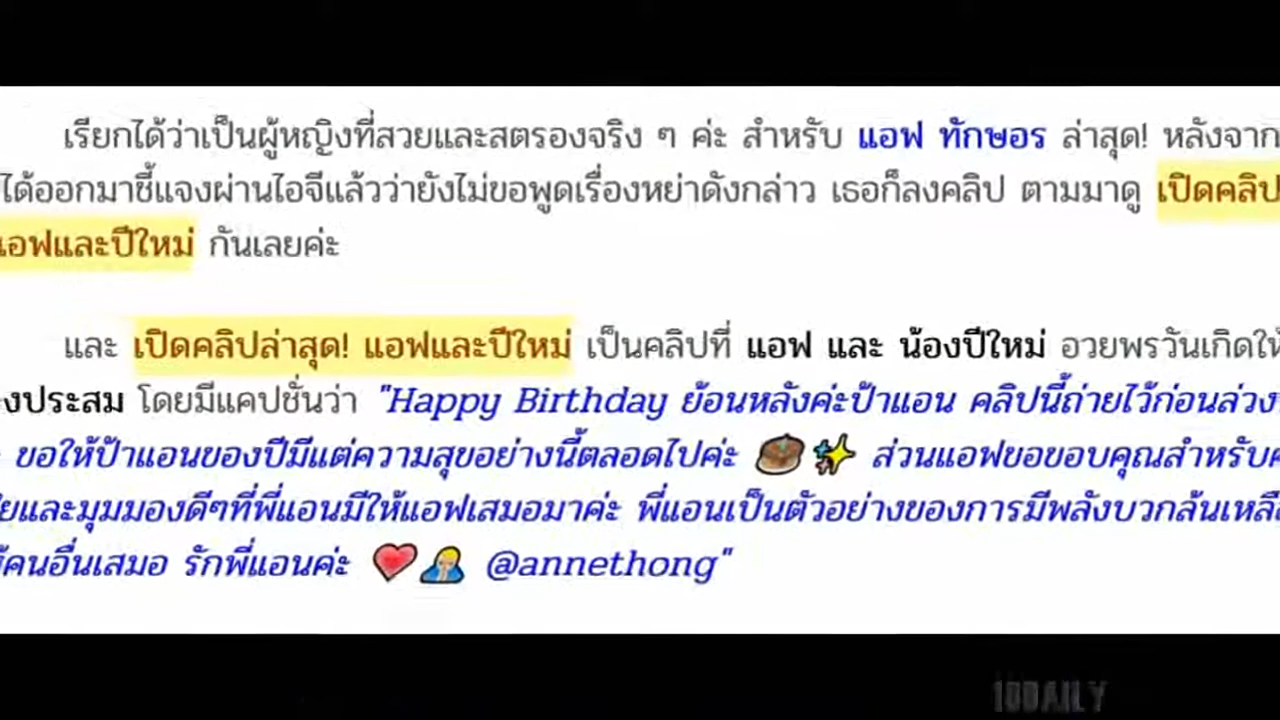 เรียกได้ว่าเป็นผู้หญิงที่สวยและสตรองจริง ๆ ค่ะ สำหรับ แอฟ ทักษอร ล่าสุด! หลังจาก
ได้ออกมาชี้แจงผ่านไอจีแล้วว่ายังไม่ขอพูดเรื่องหย่าดังกล่าว เธอก็ลงคลิป ตามมาดู เปิดคลิป
แอฟและปีใหม่ กันเลยค่ะ
และ เปิดคลิปล่าสุด! แอฟและปีใหม่ เป็นคลิปที่ แอฟ และ น้องปีใหม่ อวยพรวันเกิดให้
งประสม โดยมีแคปชั่นว่า "Happy Birthday ย้อนหลังค่ะป้าแอน คลิปนี้ถ่ายไว้ก่อนล่วง
ขอให้ป้าแอนของปีมีแต่ความสุขอย่างนี้ตลอดไปค่ะ 🎂✨ ส่วนแอฟขอขอบคุณสำหรับ
และมุมมองดีๆที่พี่แอนมีให้แอฟเสมอมาค่ะ พี่แอนเป็นตัวอย่างของการมีพลังบวกล้นเหลือ
คนอื่นเสมอ รักพี่แอนค่ะ ❤️🙏 @annethong"
10DAILY